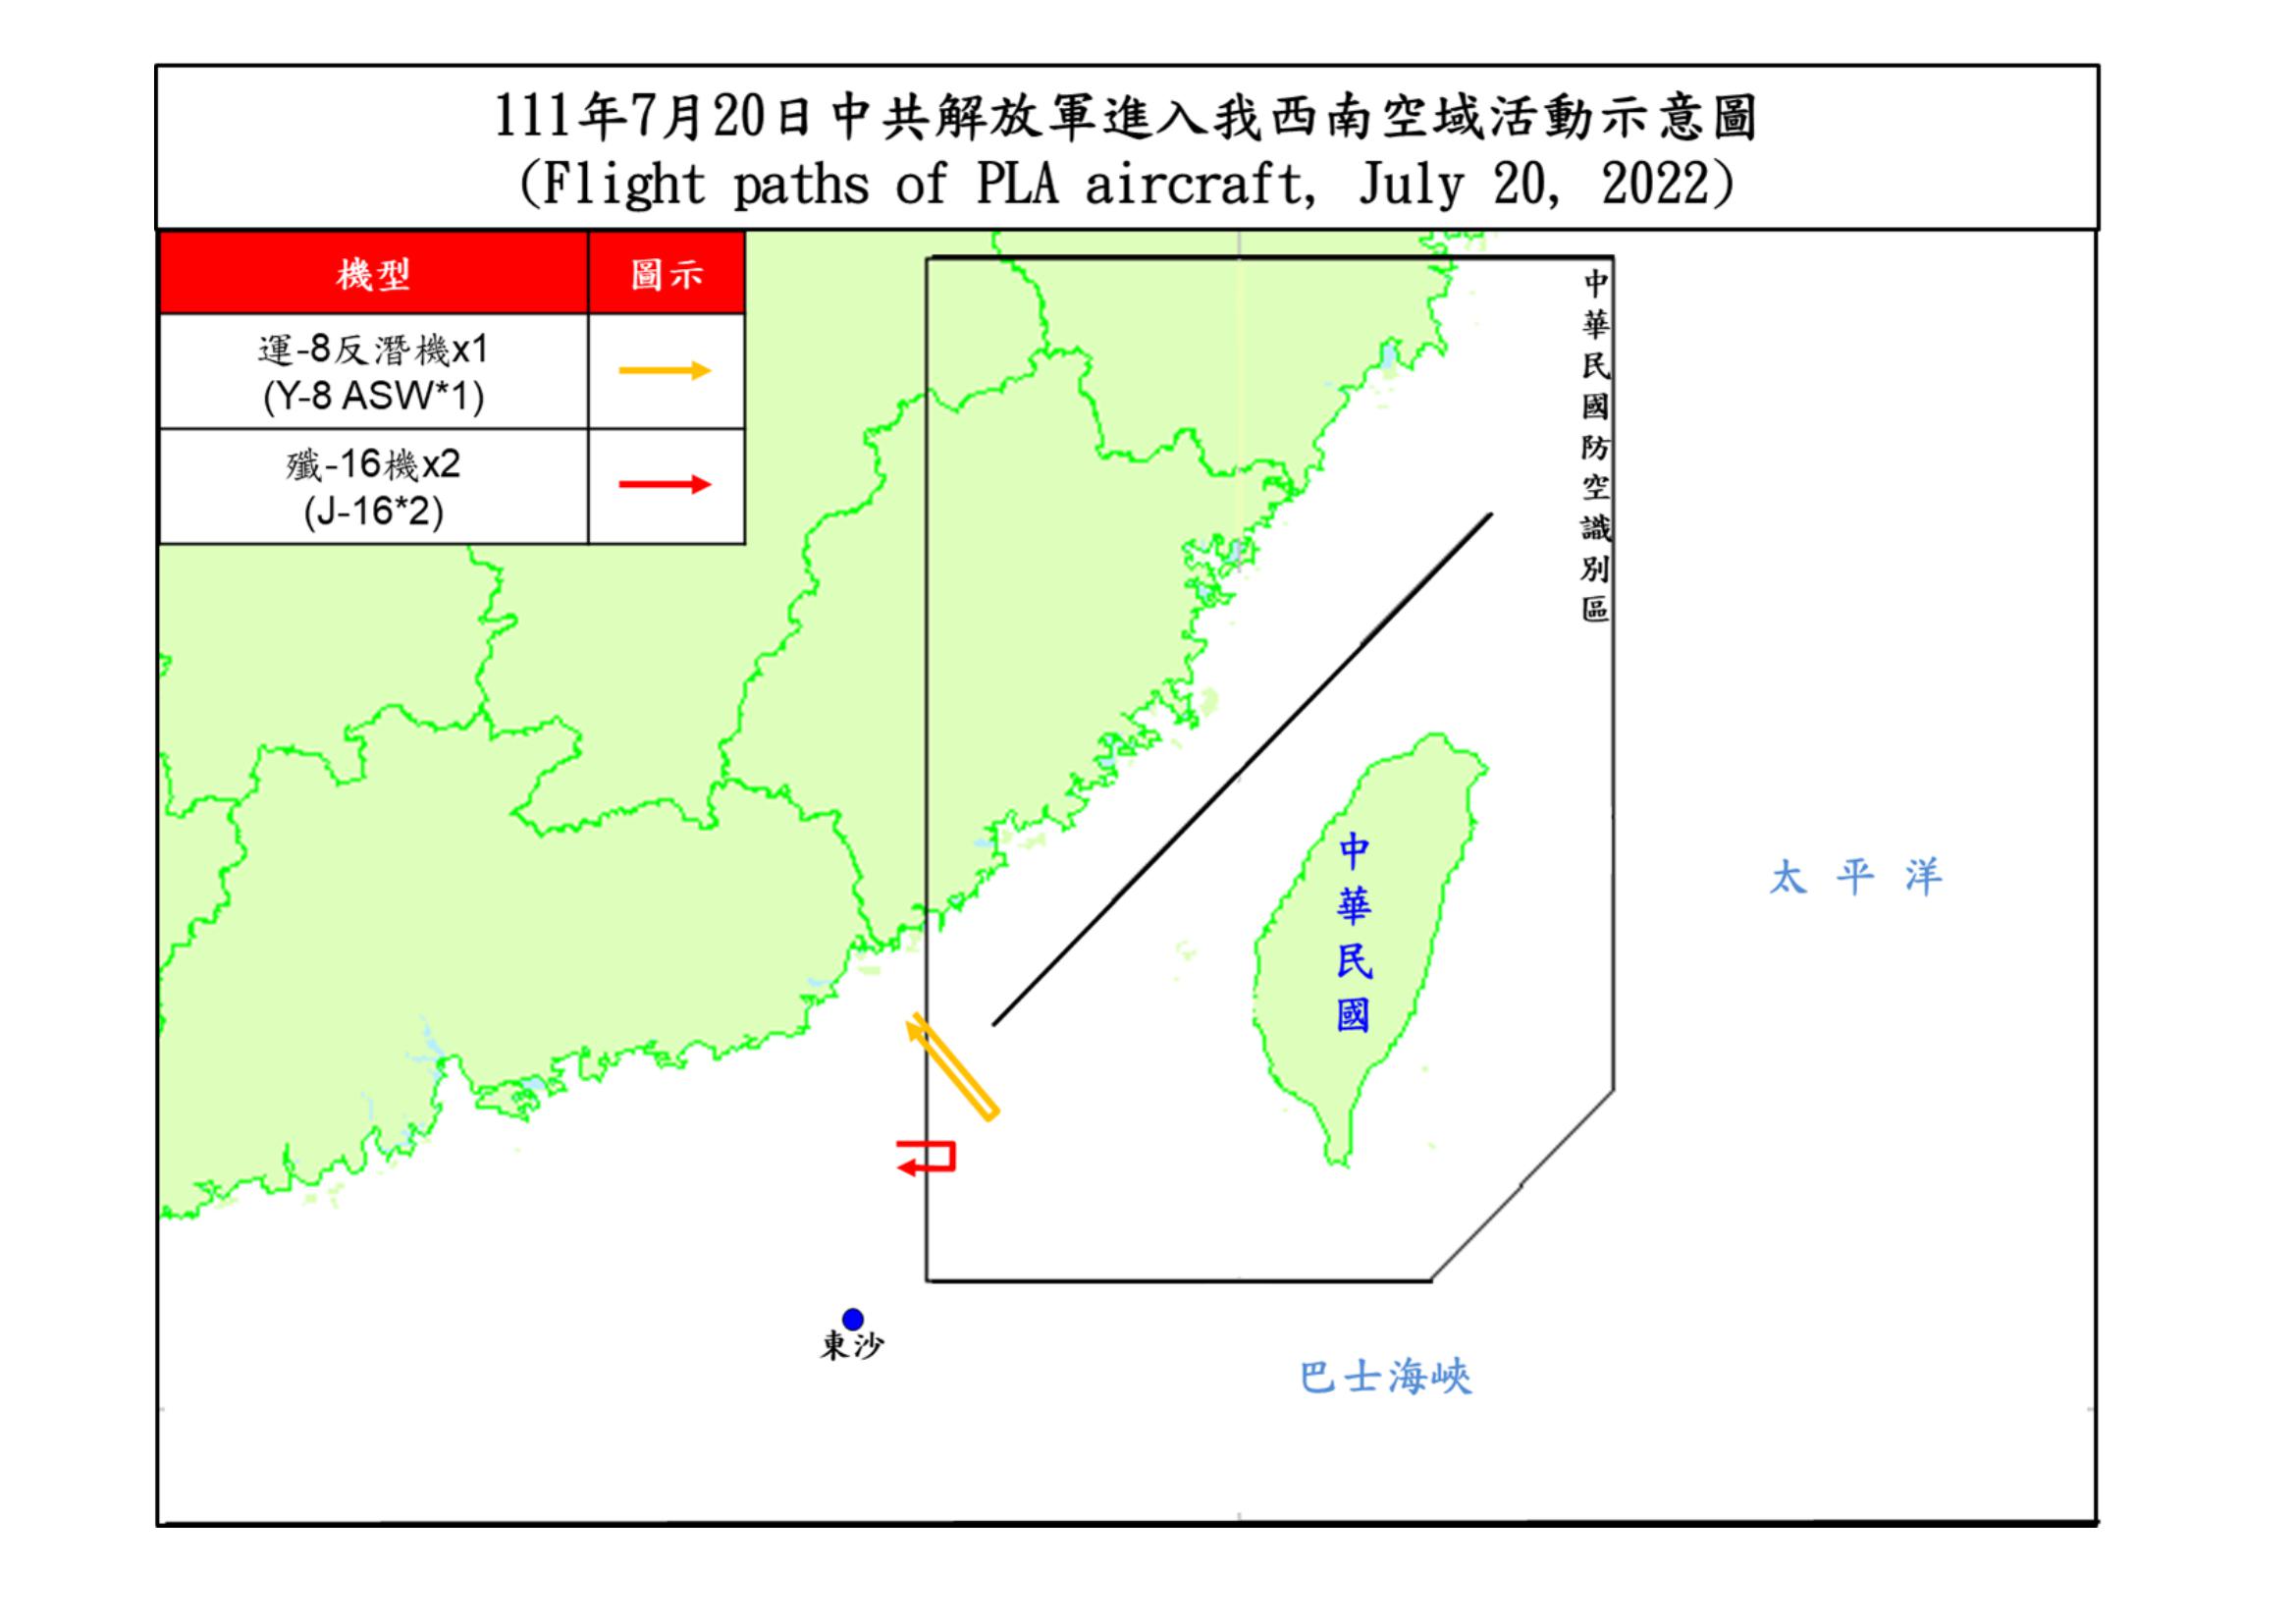 111年7月20日中共解放軍進入我西南空域活動示意圖
(Flight paths of PLA aircraft, July 20, 2022)
機型
圖示
運-8反潛機x1
(Y-8 ASW*1)
殲-16機x2
(J-16*2)
中華民國防空識別區
中華民國
太平洋
東沙
巴士海峽